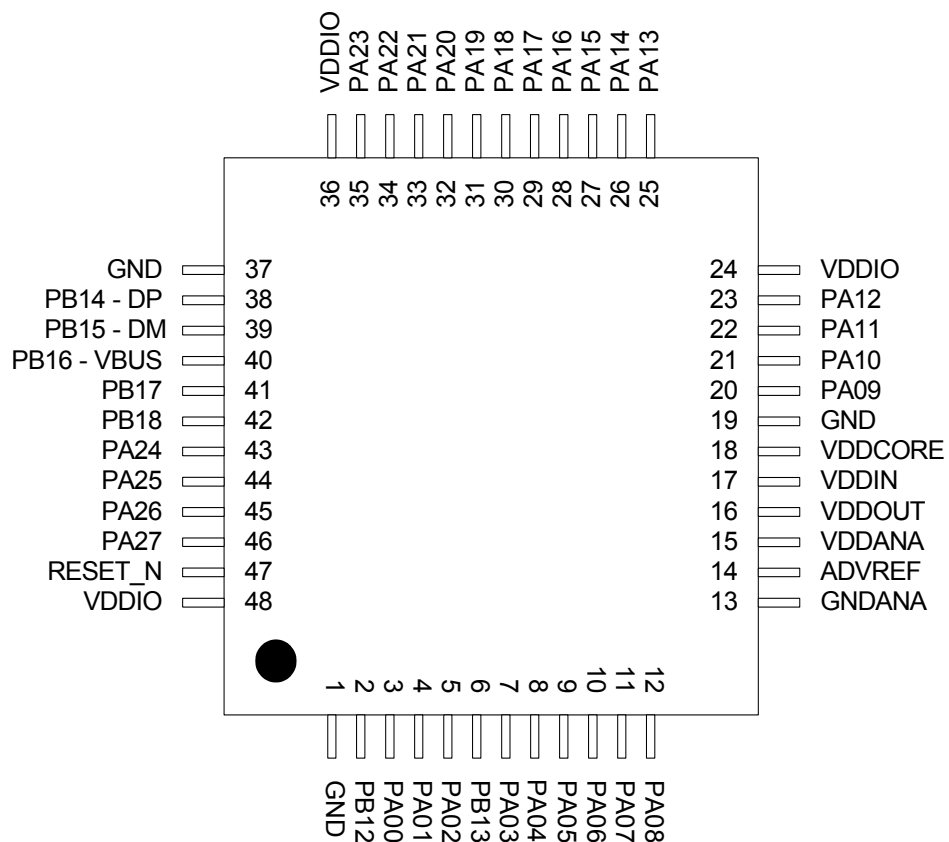 VDDIO
PA23
PA22
PA21
PA20
PA19
PA18
PA17
PA16
PA15
PA14
PA13
36
35
34
33
32
31
30
29
28
27
26
25
GND 37
PB14 - DP 38
PB15 - DM 39
PB16 - VBUS 40
PB17 41
PB18 42
PA24 43
PA25 44
PA26 45
PA27 46
RESET_N 47
VDDIO 48
24 VDDIO
23 PA12
22 PA11
21 PA10
20 PA09
19 GND
18 VDDCORE
17 VDDIN
16 VDDOUT
15 VDDANA
14 ADVREF
13 GNDANA
1
2
3
4
5
6
7
8
9
10
11
12
GND
PB12
PA00
PA01
PA02
PB13
PA03
PA04
PA05
PA06
PA07
PA08